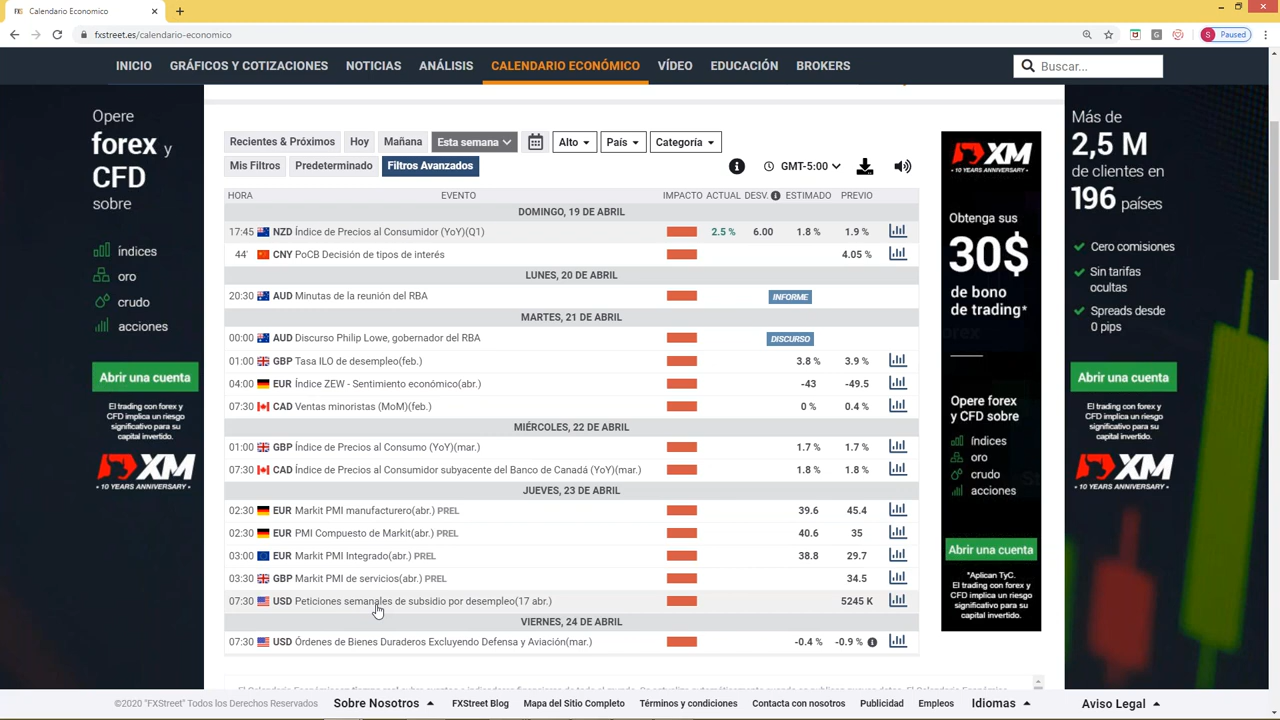 Calendario Economico
fxstreet.es/calendario-economico
S Paused
INICIO GRÁFICOS Y COTIZACIONES NOTICIAS ANÁLISIS CALENDARIO ECONÓMICO VÍDEO EDUCACIÓN BROKERS Buscar...
Opere
forex y
CFD
sobre
índices
oro
crudo
acciones
Abrir una cuenta
El trading con forex y
CFD implica un riesgo
significativo para su
capital invertido.
XM
10 YEARS ANNIVERSARY
Recientes & Próximos Hoy Mañana Esta semana Alto País Categoría
Mis Filtros Predeterminado Filtros Avanzados GMT-5:00
HORA EVENTO IMPACTO ACTUAL DESV. ESTIMADO PREVIO
DOMINGO, 19 DE ABRIL
17:45 NZD Índice de Precios al Consumidor (YoY)(Q1) 2.5 % 6.00 1.8 % 1.9 %
44' CNY PoCB Decisión de tipos de interés 4.05 %
LUNES, 20 DE ABRIL
20:30 AUD Minutas de la reunión del RBA INFORME
MARTES, 21 DE ABRIL
00:00 AUD Discurso Philip Lowe, gobernador del RBA DISCURSO
01:00 GBP Tasa ILO de desempleo(feb.) 3.8 % 3.9 %
04:00 EUR Índice ZEW - Sentimiento económico(abr.) -43 -49.5
07:30 CAD Ventas minoristas (MoM)(feb.) 0 % 0.4 %
MIÉRCOLES, 22 DE ABRIL
01:00 GBP Índice de Precios al Consumo (YoY)(mar.) 1.7 % 1.7 %
07:30 CAD Índice de Precios al Consumidor subyacente del Banco de Canadá (YoY)(mar.) 1.8 % 1.8 %
JUEVES, 23 DE ABRIL
02:30 EUR Markit PMI manufacturero(abr.) PREL 39.6 45.4
02:30 EUR PMI Compuesto de Markit(abr.) PREL 40.6 35
03:00 EUR Markit PMI Integrado(abr.) PREL 38.8 29.7
03:30 GBP Markit PMI de servicios(abr.) PREL 34.5
07:30 USD Peticiones semanales de subsidio por desempleo(17 abr.) 5245 K
VIERNES, 24 DE ABRIL
07:30 USD Órdenes de Bienes Duraderos Excluyendo Defensa y Aviación(mar.) -0.4 % -0.9 %
XM
10 YEARS ANNIVERSARY
Obtenga sus
30$
de bono
de trading*
Opere forex
y CFD sobre
índices
oro
crudo
acciones
Abrir una cuenta
*Aplican TyC.
El trading con forex
y CFD implica un
riesgo significativo
para su capital
invertido.
Más de
2,5 M
de clientes en
196 países
Cero comisiones
Sin tarifas
ocultas
Spreads desde
0 pips
Abrir una cuenta
El trading con forex y
CFD implica un riesgo
significativo para su
capital invertido.
XM
10 YEARS ANNIVERSARY
©2020 "FXStreet" Todos los Derechos Reservados Sobre Nosotros FXStreet Blog Mapa del Sitio Completo Términos y condiciones Contacta con nosotros Publicidad Empleos Idiomas Aviso Legal